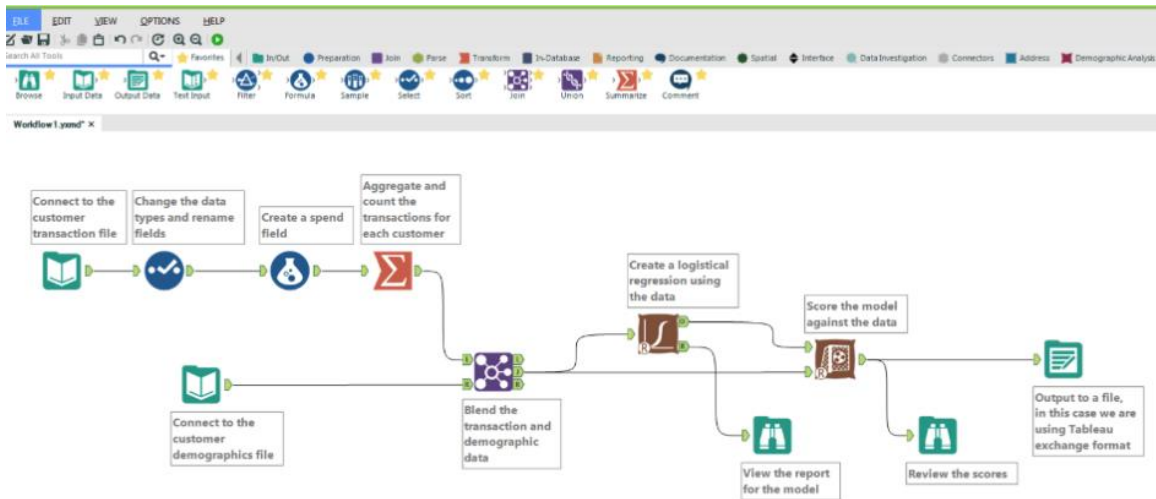 FILE EDIT VIEW OPTIONS HELP
Search All Tools Favorites In/Out Preparation Join Parse Transform In-Database Reporting Documentation Spatial Interface Data Investigation Connectors Address Demographic Analysis
Browse Input Data Output Data Text Input Filter Formula Sample Select Sort Join Union Summarize Comment
Workflow1.yxmd* ×
Connect to the
customer
transaction file
Change the data
types and rename
fields
Create a spend
field
Aggregate and
count the
transactions for
each customer
Connect to the
customer
demographics file
Blend the
transaction and
demographic
data
L
R
L
J
R
Create a logistical
regression using
the data
O
R
R
View the report
for the model
Score the model
against the data
R
Review the scores
Output to a file,
in this case we are
using Tableau
exchange format